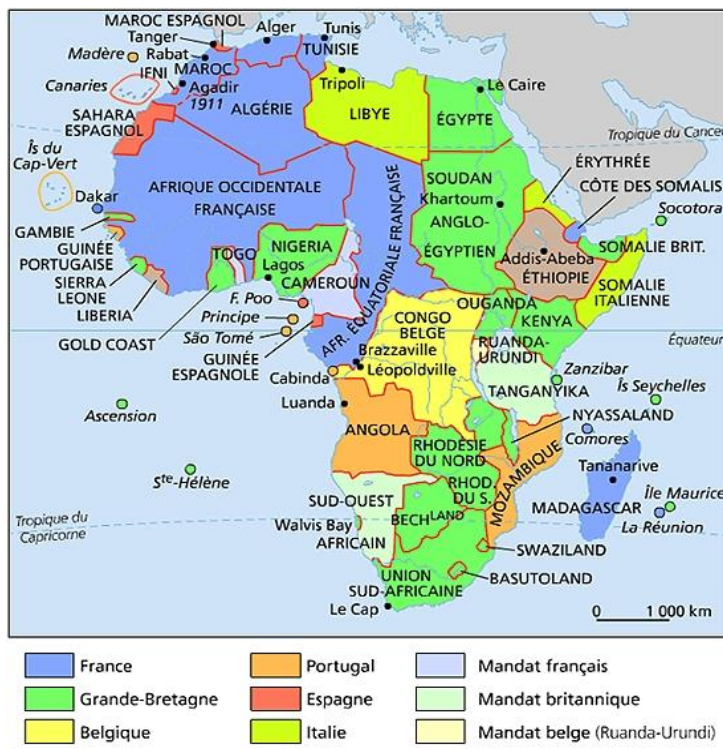 MAROC ESPAGNOL
Tanger
Alger
Tunis
Madère
Rabat
TUNISIE
IFNI
MAROC
Canaries
Agadir
1911
Tripoli
Le Caire
ALGÉRIE
SAHARA
ESPAGNOL
LIBYE
ÉGYPTE
Tropique du Cancer
Îs du
Cap-Vert
AFRIQUE OCCIDENTALE
FRANÇAISE
SOUDAN
Khartoum
ANGLO-
ÉGYPTIEN
ÉRYTHRÉE
CÔTE DES SOMALIS
Dakar
Socotora
GAMBIE
GUINÉE
PORTUGAISE
SIERRA
LEONE
LIBERIA
GOLD COAST
TOGO
NIGERIA
Lagos
CAMEROUN
AFR. ÉQUATORIALE FRANÇAISE
Addis-Abeba
ÉTHIOPIE
SOMALIE BRIT.
SOMALIE
ITALIENNE
F. Poo
Principe
São Tomé
GUINÉE
ESPAGNOLE
CONGO
BELGE
OUGANDA
KENYA
RUANDA-
URUNDI
Équateur
Brazzaville
Léopoldville
Cabinda
Zanzibar
TANGANYIKA
Îs Seychelles
Luanda
Ascension
ANGOLA
NYASSALAND
Comores
RHODÉSIE
DU NORD
Ste-Hélène
RHOD.
DU S.
MOZAMBIQUE
Tananarive
MADAGASCAR
Île Maurice
La Réunion
SUD-OUEST
AFRICAIN
Walvis Bay
BECHLAND
Tropique du
Capricorne
SWAZILAND
BASUTOLAND
UNION
SUD-AFRICAINE
Le Cap
0 1 000 km
France
Portugal
Mandat français
Grande-Bretagne
Espagne
Mandat britannique
Belgique
Italie
Mandat belge (Ruanda-Urundi)